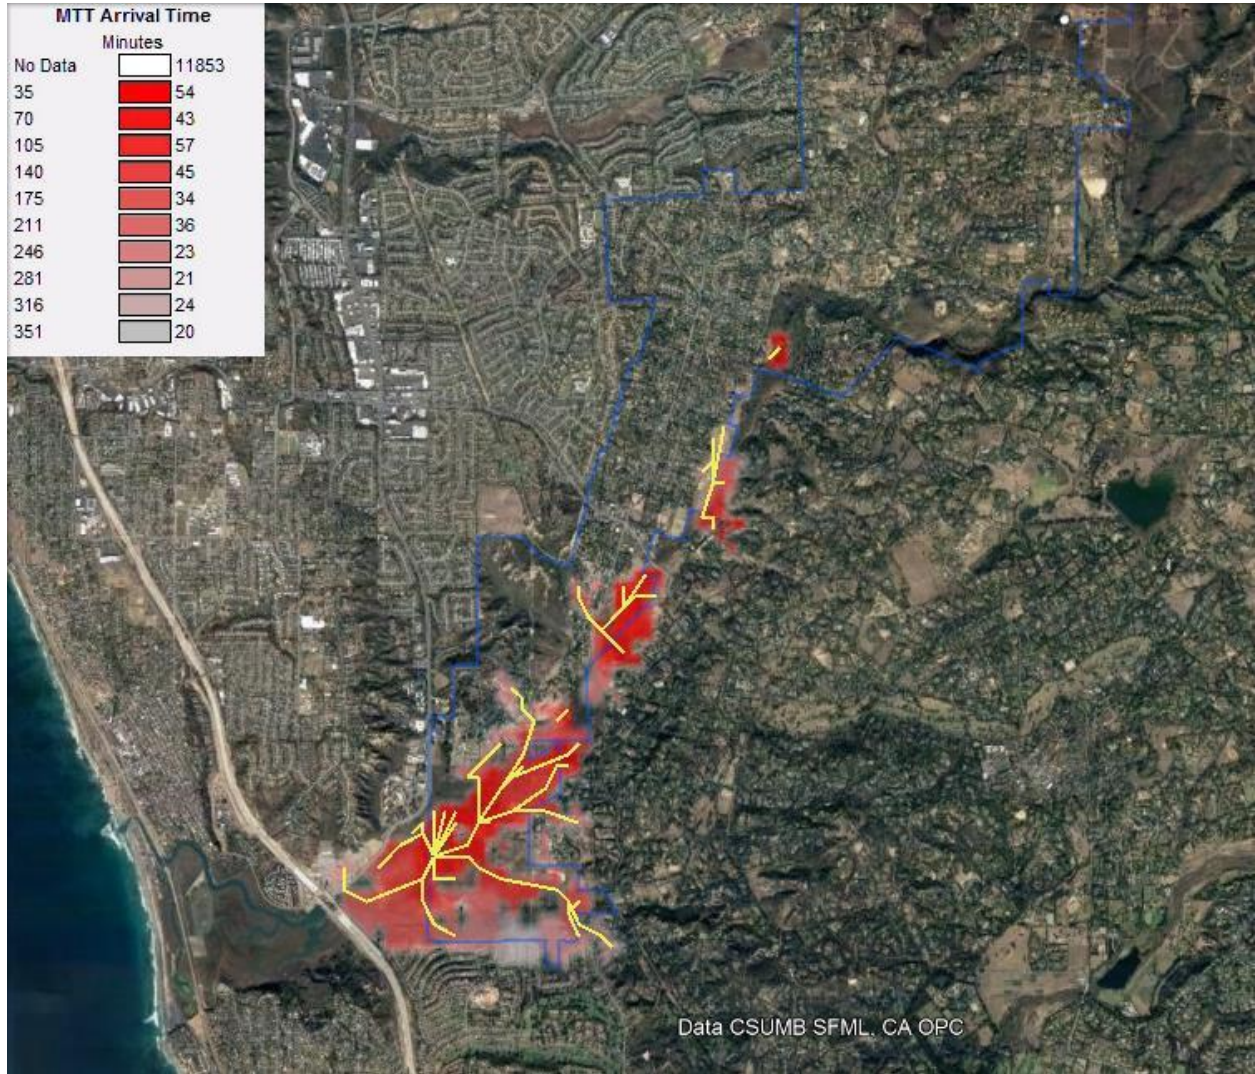 MTT Arrival Time
Minutes
No Data 11853
35 54
70 43
105 57
140 45
175 34
211 36
246 23
281 21
316 24
351 20
Data CSUMB SFML. CA OPC